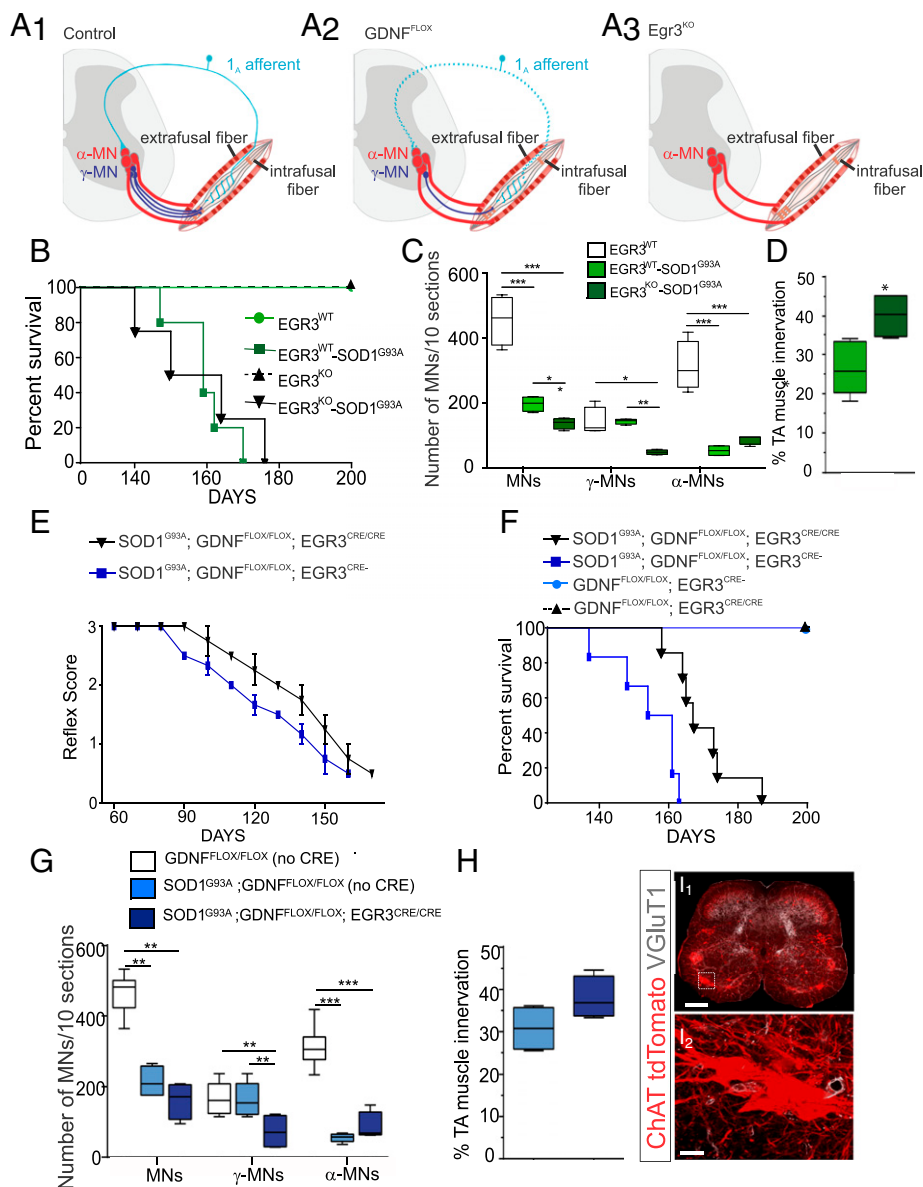 A1 Control
1A afferent
extrafusal fiber
α-MN
γ-MN
intrafusal fiber
A2 GDNF^FLOX
1A afferent
extrafusal fiber
α-MN
γ-MN
intrafusal fiber
A3 Egr3^KO
extrafusal fiber
α-MN
intrafusal fiber
B
Percent survival
100
80
60
40
20
0
0 140 160 180 200
DAYS
EGR3^WT
EGR3^WT-SOD1^G93A
EGR3^KO
EGR3^KO-SOD1^G93A
C
EGR3^WT
EGR3^WT-SOD1^G93A
EGR3^KO-SOD1^G93A
Number of MNs/10 sections
600
400
200
0
***
***
*
*
*
**
***
***
MNs γ-MNs α-MNs
D
% TA muscle innervation
50
40
30
20
10
0
*
*
E
SOD1^G93A; GDNF^FLOX/FLOX; EGR3^CRE/CRE
SOD1^G93A; GDNF^FLOX/FLOX; EGR3^CRE-
Reflex Score
3
2
1
0
60 90 120 150
DAYS
F
SOD1^G93A; GDNF^FLOX/FLOX; EGR3^CRE/CRE
SOD1^G93A; GDNF^FLOX/FLOX; EGR3^CRE-
GDNF^FLOX/FLOX; EGR3^CRE-
GDNF^FLOX/FLOX; EGR3^CRE/CRE
Percent survival
100
80
60
40
20
0
140 160 180 200
DAYS
G
GDNF^FLOX/FLOX (no CRE)
SOD1^G93A ;GDNF^FLOX/FLOX (no CRE)
SOD1^G93A ;GDNF^FLOX/FLOX; EGR3^CRE/CRE
Number of MNs/10 sections
600
400
200
0
**
**
**
**
***
***
MNs γ-MNs α-MNs
H
% TA muscle innervation
50
40
30
20
10
0
ChAT tdTomato VGluT1
I1
I2